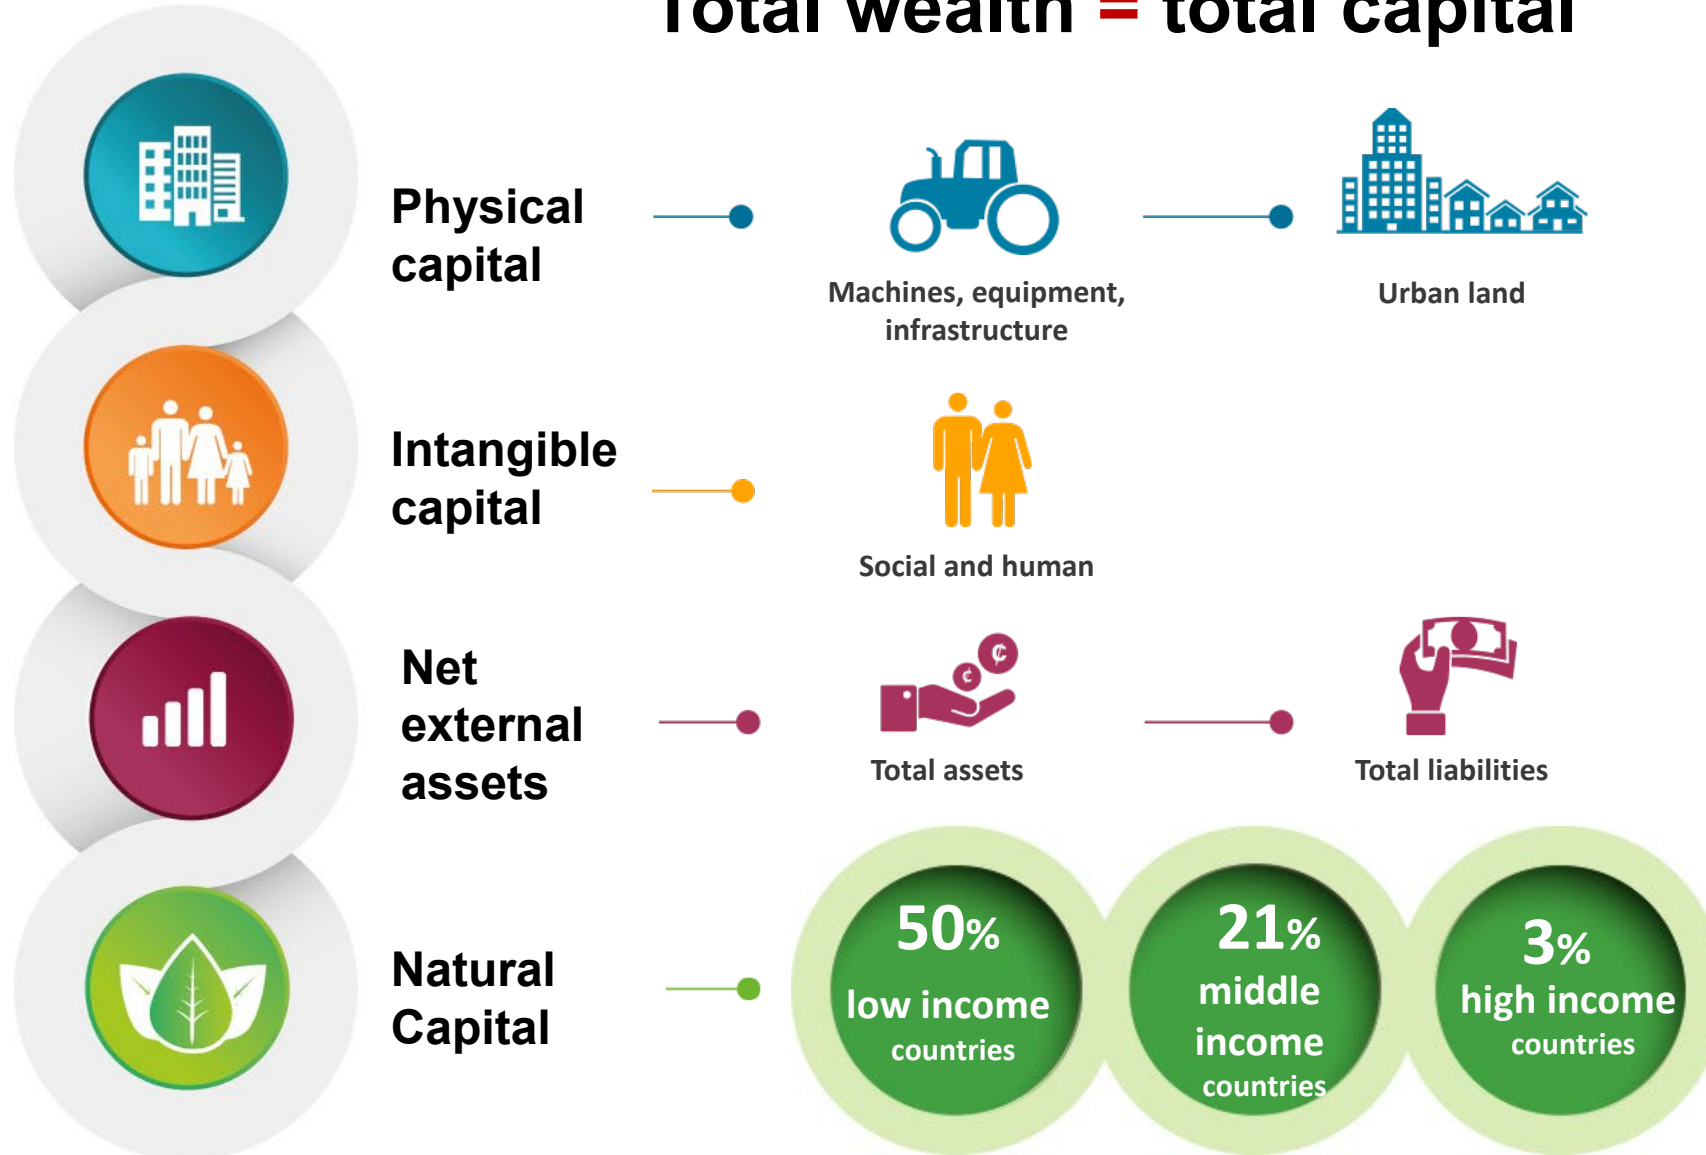 Total wealth = total capital
Physical
capital
Machines, equipment,
infrastructure
Urban land
Intangible
capital
Social and human
Net
external
assets
¢
¢
Total assets
Total liabilities
Natural
Capital
50%
low income
countries
21%
middle
income
countries
3%
high income
countries